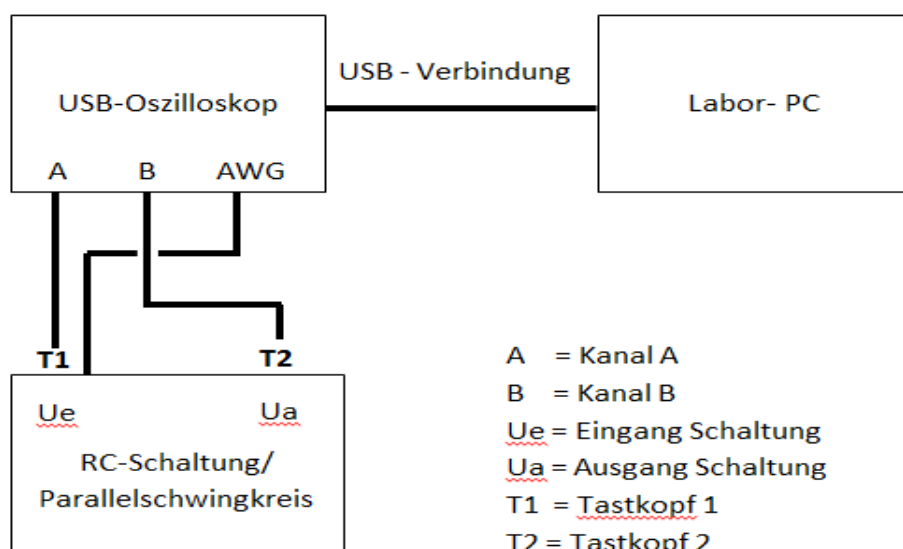 USB - Verbindung
USB-Oszilloskop
Labor- PC
A B AWG
T1 T2
Ue Ua
RC-Schaltung/
Parallelschwingkreis
A = Kanal A
B = Kanal B
Ue = Eingang Schaltung
Ua = Ausgang Schaltung
T1 = Tastkopf 1
T2 = Tastkopf 2